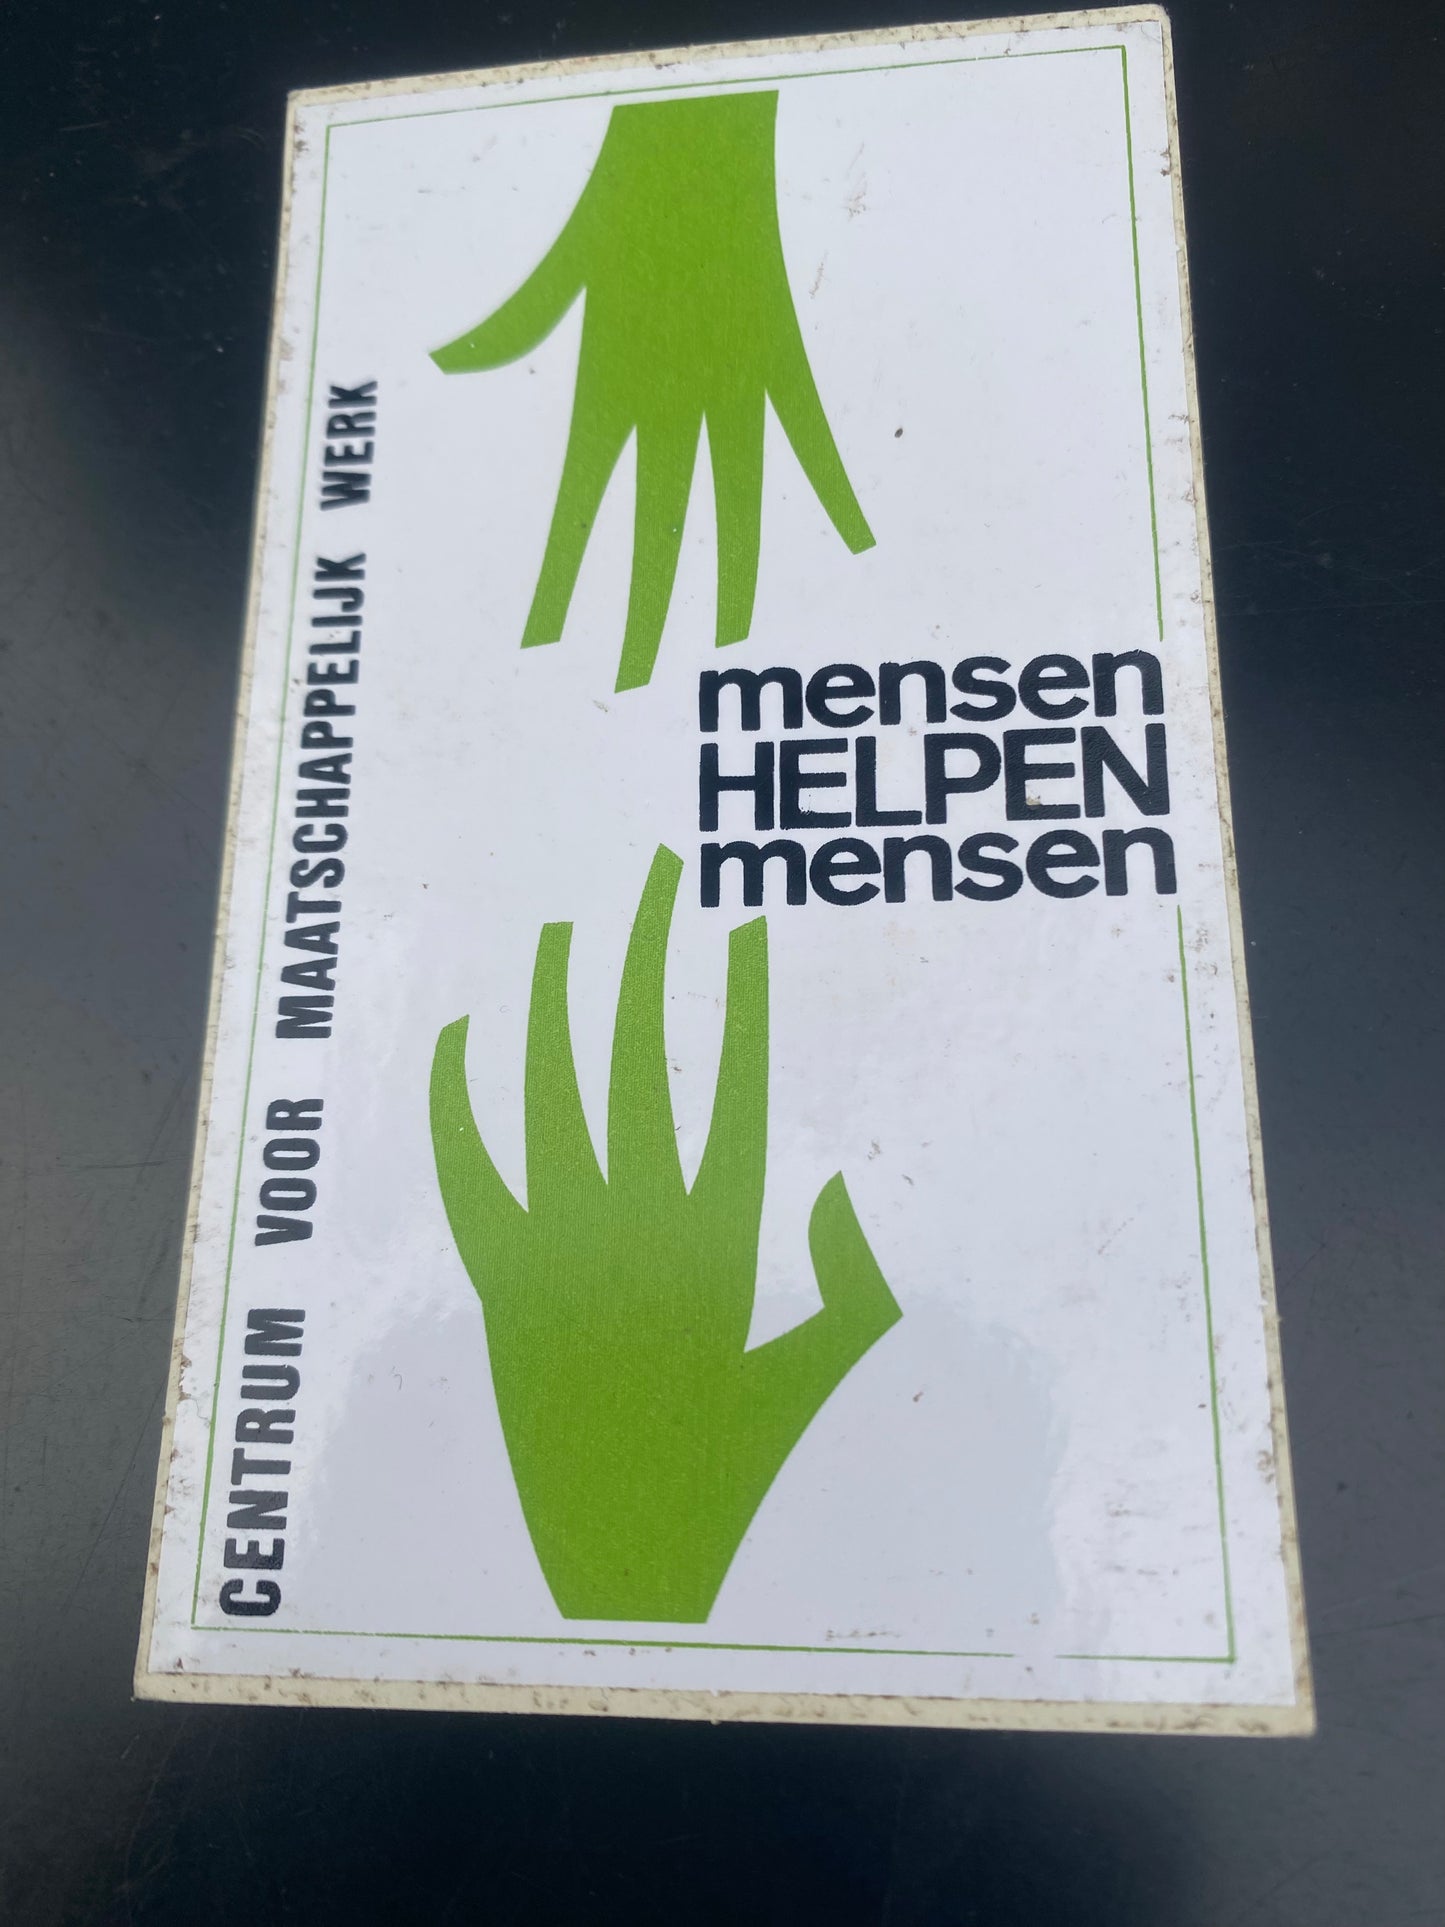 CENTRUM VOOR MAATSCHAPPELIJK WERK
mensen
HELPEN
mensen